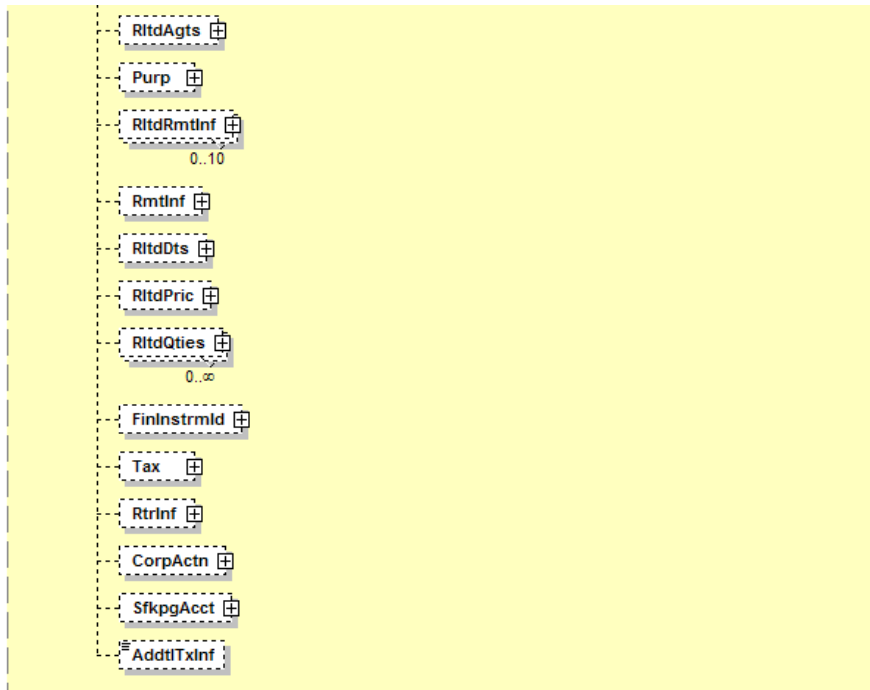 RltdAgts
Purp
RltdRmtInf
0..10
RmtInf
RltdDts
RltdPric
RltdQties
0..∞
FinInstrmId
Tax
RtrInf
CorpActn
SfkpgAcct
AddtlTxInf